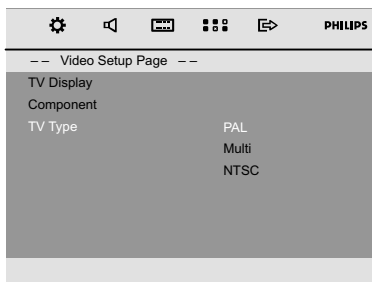 PHILIPS
-- Video Setup Page --
TV Display
Component
TV Type PAL
Multi
NTSC